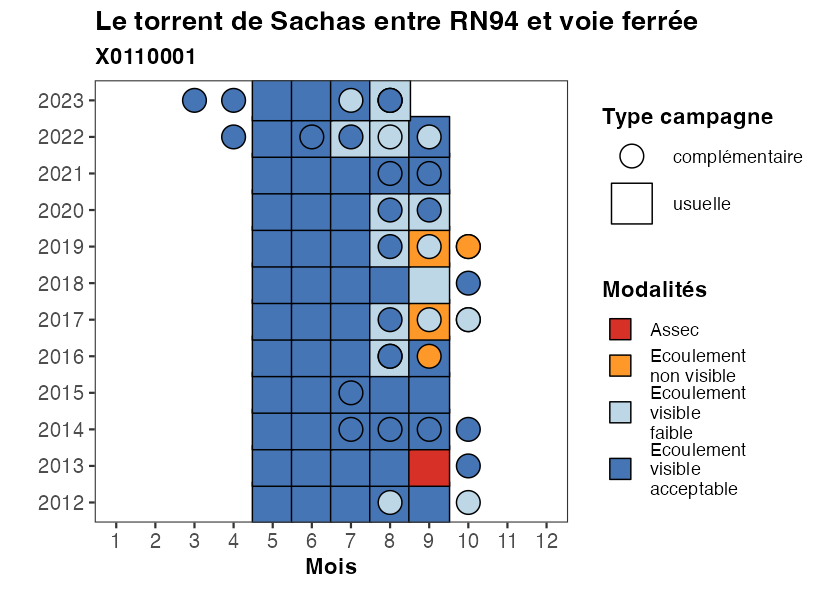 Le torrent de Sachas entre RN94 et voie ferrée
X0110001
2023
2022
2021
2020
2019
2018
2017
2016
2015
2014
2013
2012
1 2 3 4 5 6 7 8 9 10 11 12
Mois
Type campagne
complémentaire
usuelle
Modalités
Assec
Ecoulement
non visible
Ecoulement
visible
faible
Ecoulement
visible
acceptable